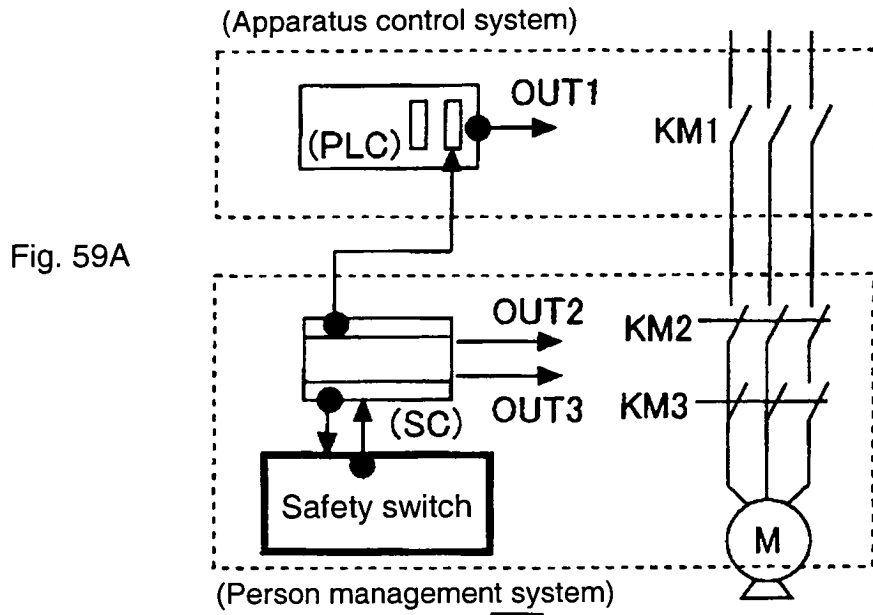 (Apparatus control system)
OUT1
(PLC)
KM1
Fig. 59A
OUT2
KM2
OUT3
KM3
(SC)
Safety switch
M
(Person management system)